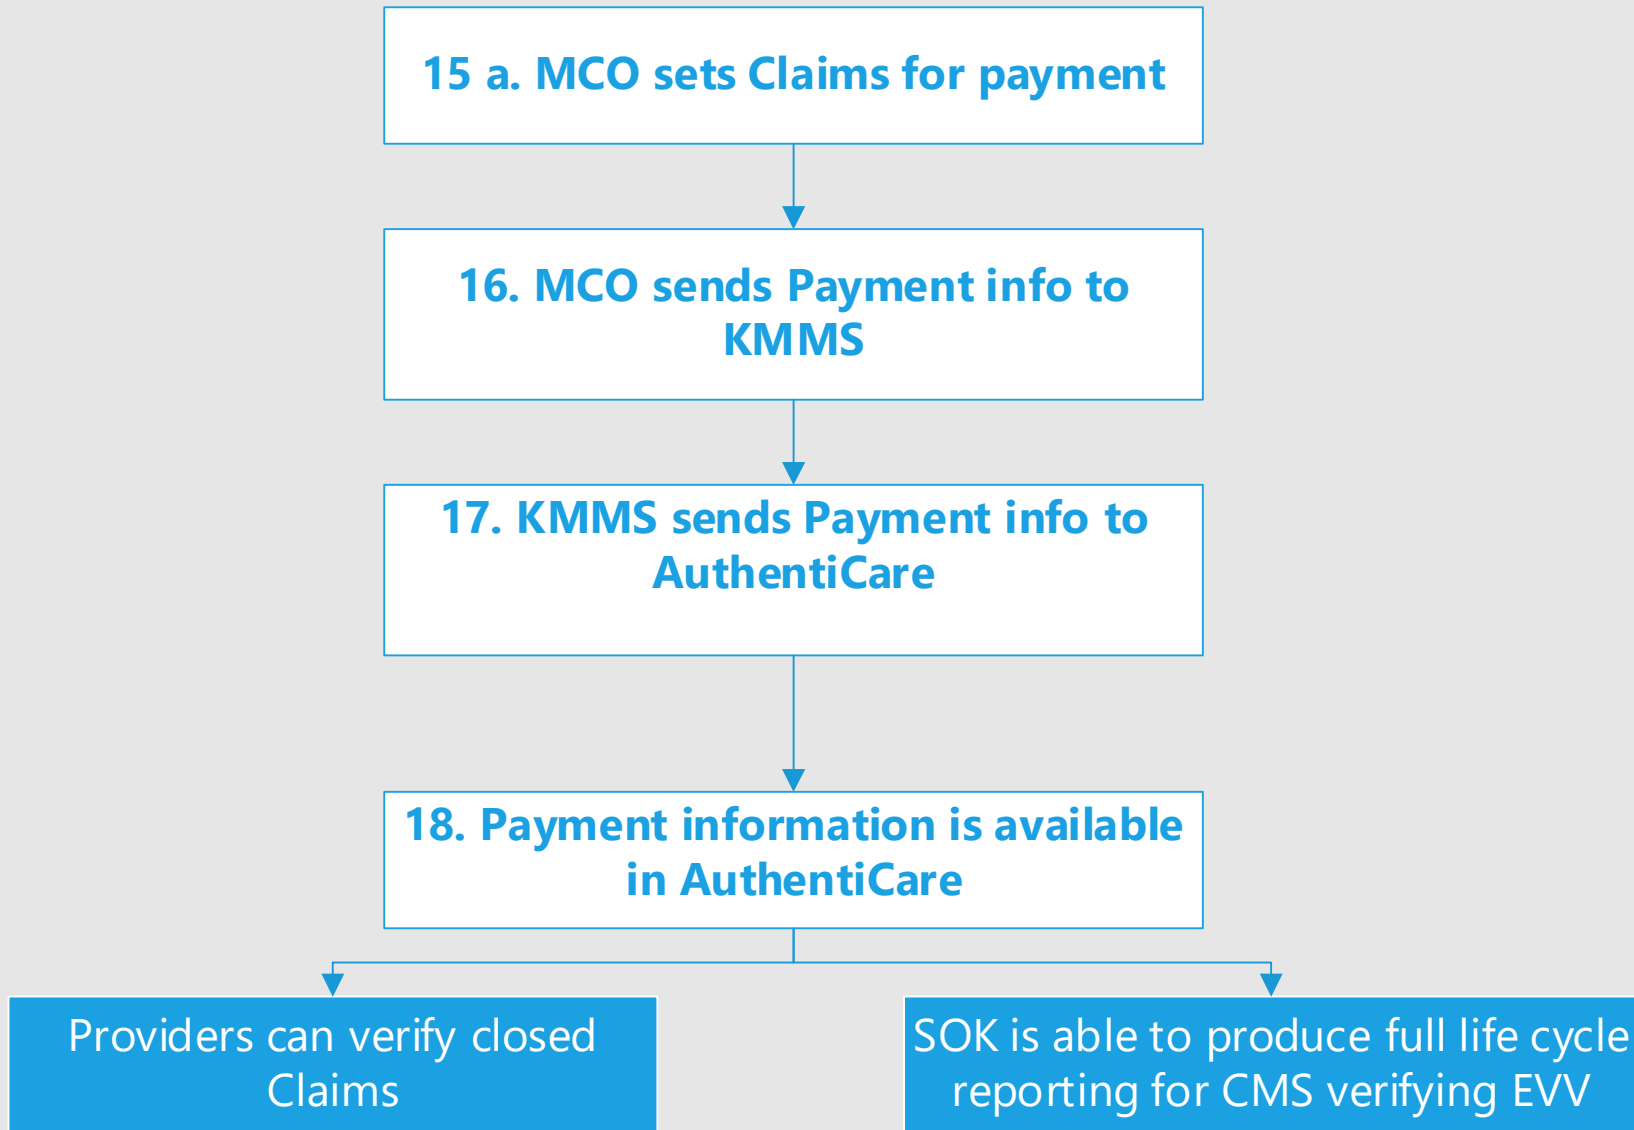 15 a. MCO sets Claims for payment
16. MCO sends Payment info to
KMMS
17. KMMS sends Payment info to
AuthentiCare
18. Payment information is available
in AuthentiCare
Providers can verify closed
Claims
SOK is able to produce full life cycle
reporting for CMS verifying EVV